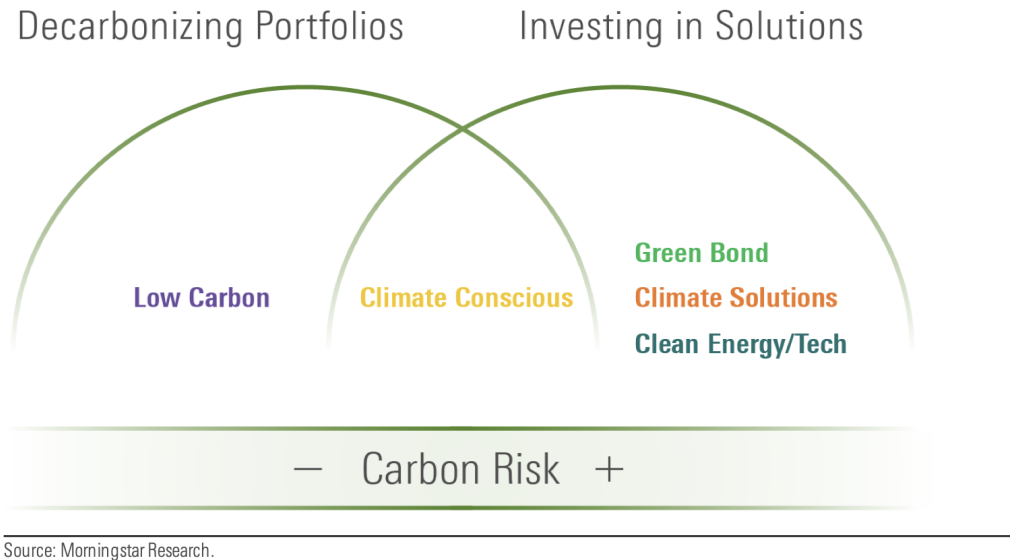 Decarbonizing Portfolios
Investing in Solutions
Green Bond
Low Carbon
Climate Conscious
Climate Solutions
Clean Energy/Tech
− Carbon Risk +
Source: Morningstar Research.